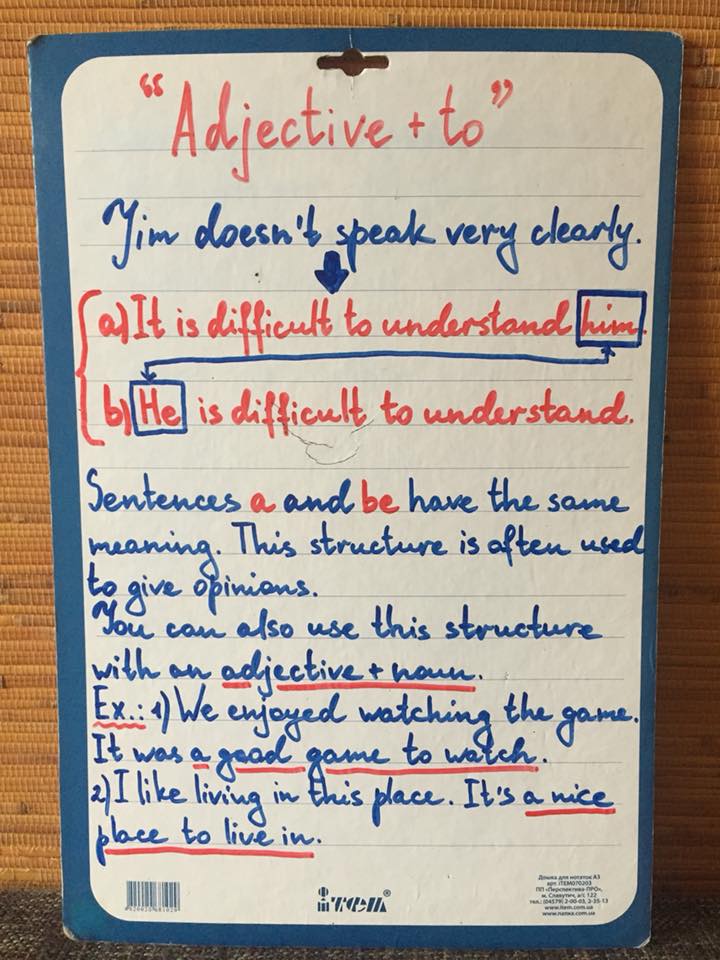 “Adjective + to”
Jim doesn't speak very clearly.
a) It is difficult to understand him.
b) He is difficult to understand.
Sentences a and be have the same
meaning. This structure is often used
to give opinions.
You can also use this structure
with an adjective + noun.
Ex.: 1) We enjoyed watching the game.
It was a good game to watch.
2) I like living in this place. It's a nice
place to live in.
iтем®
Дошка для нотаток А3
арт. iTEM070203
ПП «Перспектива-ПРО»,
м. Славутич, а/с 122
тел.: (04579) 2-00-03, 2-35-13
www.item.com.ua
www.папка.com.ua